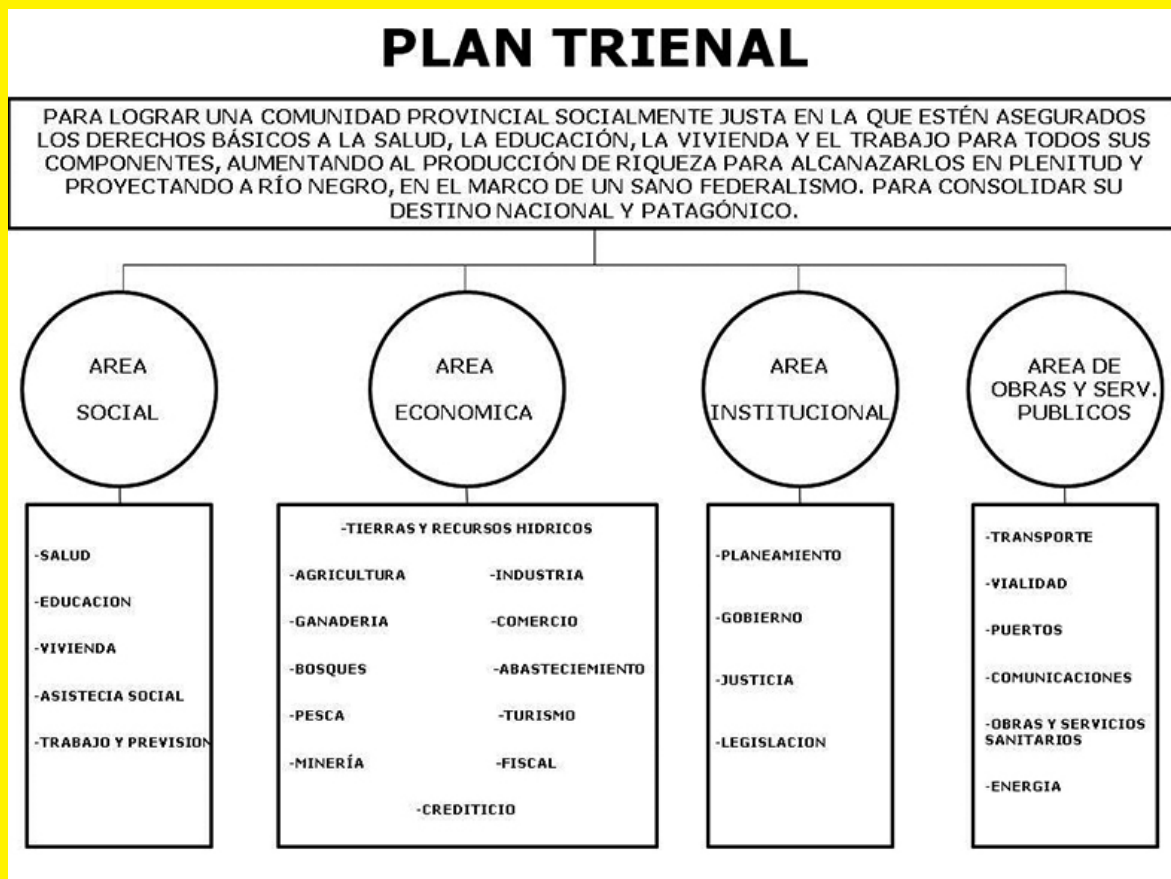 PLAN TRIENAL
PARA LOGRAR UNA COMUNIDAD PROVINCIAL SOCIALMENTE JUSTA EN LA QUE ESTÉN ASEGURADOS
LOS DERECHOS BÁSICOS A LA SALUD, LA EDUCACIÓN, LA VIVIENDA Y EL TRABAJO PARA TODOS SUS
COMPONENTES, AUMENTANDO AL PRODUCCIÓN DE RIQUEZA PARA ALCANAZARLOS EN PLENITUD Y
PROYECTANDO A RÍO NEGRO, EN EL MARCO DE UN SANO FEDERALISMO. PARA CONSOLIDAR SU
DESTINO NACIONAL Y PATAGÓNICO.
AREA
SOCIAL
-SALUD
-EDUCACION
-VIVIENDA
-ASISTECIA SOCIAL
-TRABAJO Y PREVISION
AREA
ECONOMICA
-TIERRAS Y RECURSOS HIDRICOS
-AGRICULTURA
-GANADERIA
-BOSQUES
-PESCA
-MINERÍA
-INDUSTRIA
-COMERCIO
-ABASTECIEMIENTO
-TURISMO
-FISCAL
-CREDITICIO
AREA
INSTITUCIONAL
-PLANEAMIENTO
-GOBIERNO
-JUSTICIA
-LEGISLACION
AREA DE
OBRAS Y SERV.
PUBLICOS
-TRANSPORTE
-VIALIDAD
-PUERTOS
-COMUNICACIONES
-OBRAS Y SERVICIOS
SANITARIOS
-ENERGIA